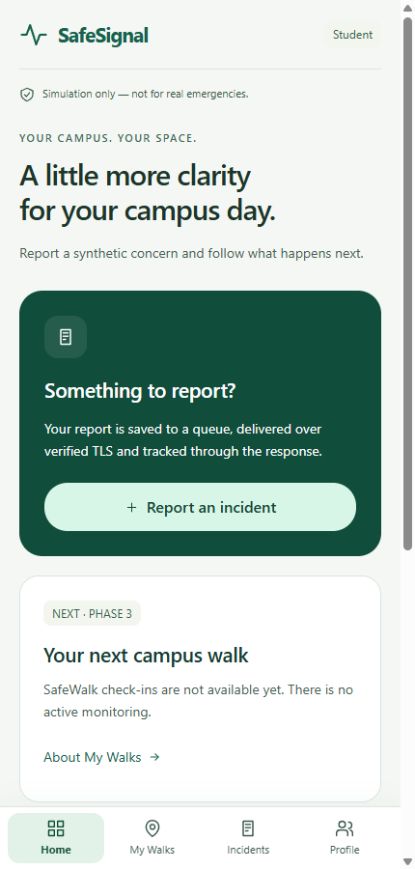 SafeSignal
Student
Simulation only — not for real emergencies.
YOUR CAMPUS. YOUR SPACE.
A little more clarity
for your campus day.
Report a synthetic concern and follow what happens next.
Something to report?
Your report is saved to a queue, delivered over
verified TLS and tracked through the response.
+ Report an incident
NEXT · PHASE 3
Your next campus walk
SafeWalk check-ins are not available yet. There is no
active monitoring.
About My Walks →
Home
My Walks
Incidents
Profile